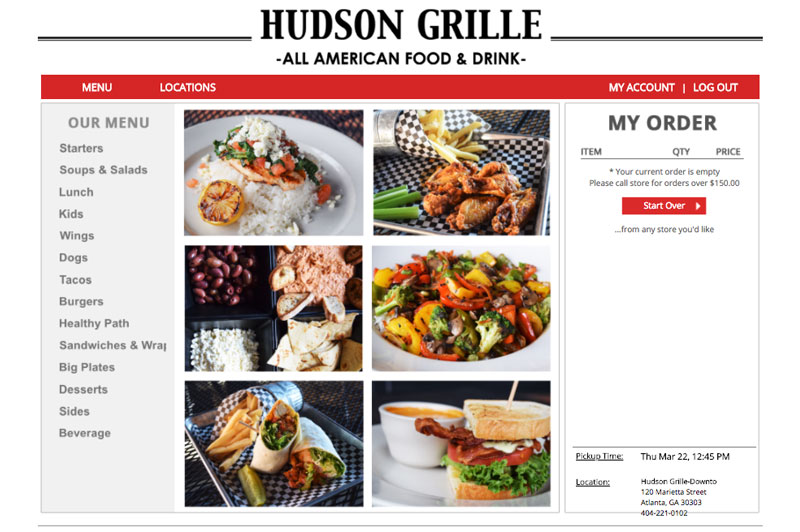 HUDSON GRILLE
-ALL AMERICAN FOOD & DRINK-
MENU LOCATIONS MY ACCOUNT | LOG OUT
OUR MENU
Starters
Soups & Salads
Lunch
Kids
Wings
Dogs
Tacos
Burgers
Healthy Path
Sandwiches & Wrap
Big Plates
Desserts
Sides
Beverage
MY ORDER
ITEM QTY PRICE
* Your current order is empty
Please call store for orders over $150.00
Start Over
...from any store you'd like
Pickup Time: Thu Mar 22, 12:45 PM
Location: Hudson Grille-Downto
120 Marietta Street
Atlanta, GA 30303
404-221-0102